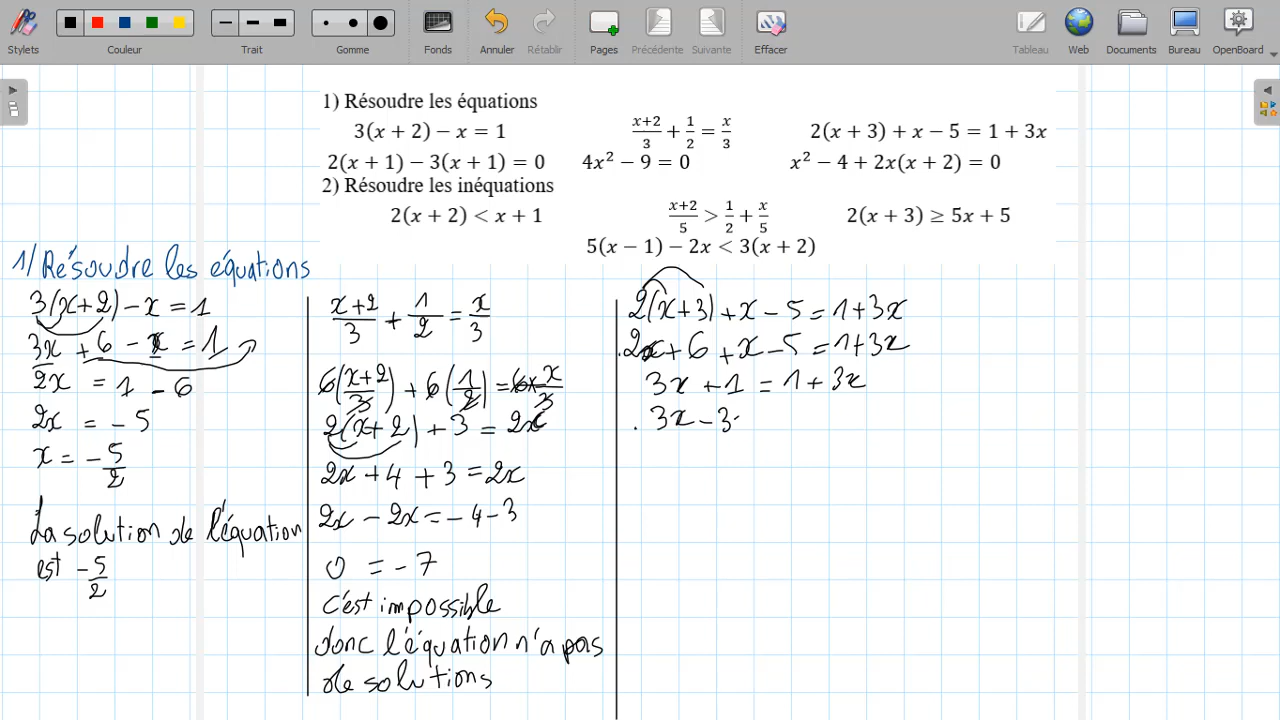 Stylets Couleur Trait Gomme Fonds Annuler Rétablir Pages Précédente Suivante Effacer Tableau Web Documents Bureau OpenBoard
1) Résoudre les équations
3(x + 2) − x = 1 (x+2)/3 + 1/2 = x/3 2(x + 3) + x − 5 = 1 + 3x
2(x + 1) − 3(x + 1) = 0 4x² − 9 = 0 x² − 4 + 2x(x + 2) = 0
2) Résoudre les inéquations
2(x + 2) < x + 1 (x+2)/5 > 1/2 + x/5 2(x + 3) ≥ 5x + 5
5(x − 1) − 2x < 3(x + 2)
1/ Résoudre les équations
3(x+2) − x = 1
3x + 6 − x = 1
2x = 1 − 6
2x = − 5
x = − 5/2
La solution de l'équation
est − 5/2
(x+2)/3 + 1/2 = x/3
6((x+2)/3) + 6(1/2) = 6 × x/3
2(x+2) + 3 = 2x
2x + 4 + 3 = 2x
2x − 2x = − 4 − 3
0 = − 7
c'est impossible
donc l'équation n'a pas
de solutions
2(x+3) + x − 5 = 1 + 3x
2x + 6 + x − 5 = 1 + 3x
3x + 1 = 1 + 3x
3x − 3